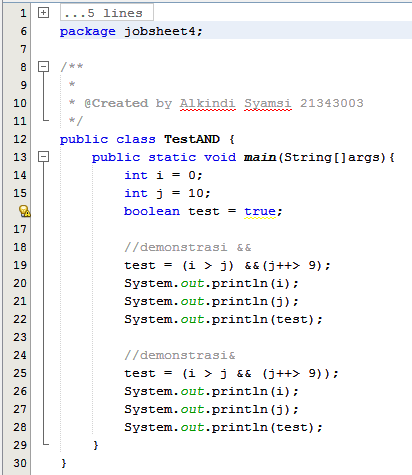 1 ...5 lines
6 package jobsheet4;
7
8 /**
9 *
10 * @Created by Alkindi Syamsi 21343003
11 */
12 public class TestAND {
13 public static void main(String[]args){
14 int i = 0;
15 int j = 10;
boolean test = true;
17
18 //demonstrasi &&
19 test = (i > j) &&(j++> 9);
20 System.out.println(i);
21 System.out.println(j);
22 System.out.println(test);
23
24 //demonstrasi&
25 test = (i > j && (j++> 9));
26 System.out.println(i);
27 System.out.println(j);
28 System.out.println(test);
29 }
30 }